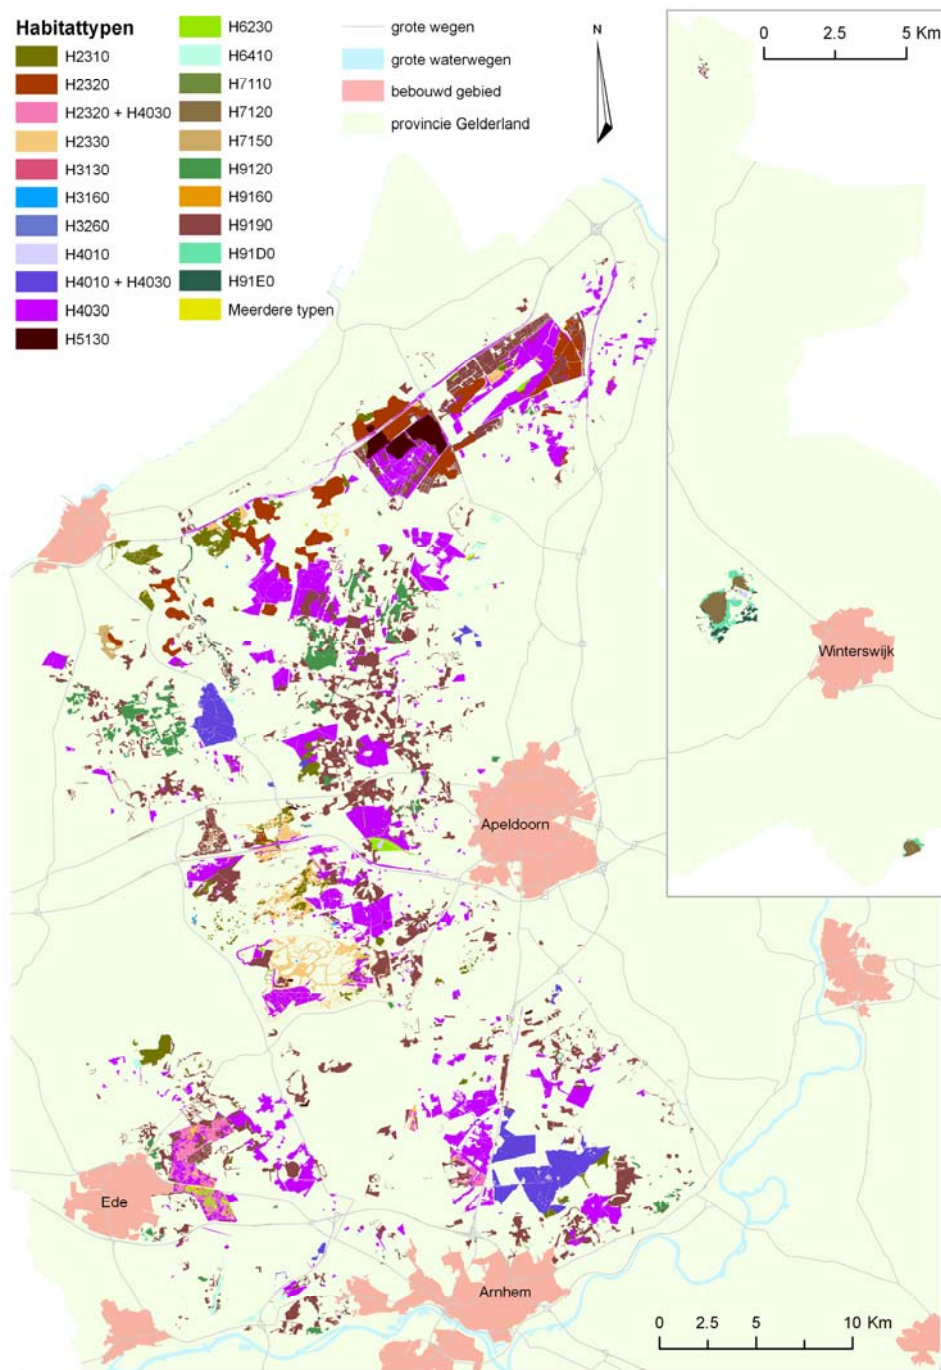 Habitattypen
H2310
H2320
H2320 + H4030
H2330
H3130
H3160
H3260
H4010
H4010 + H4030
H4030
H5130
H6230
H6410
H7110
H7120
H7150
H9120
H9160
H9190
H91D0
H91E0
Meerdere typen
grote wegen
grote waterwegen
bebouwd gebied
provincie Gelderland
N
0 2.5 5 Km
Winterswijk
Apeldoorn
Ede
Arnhem
0 2.5 5 10 Km